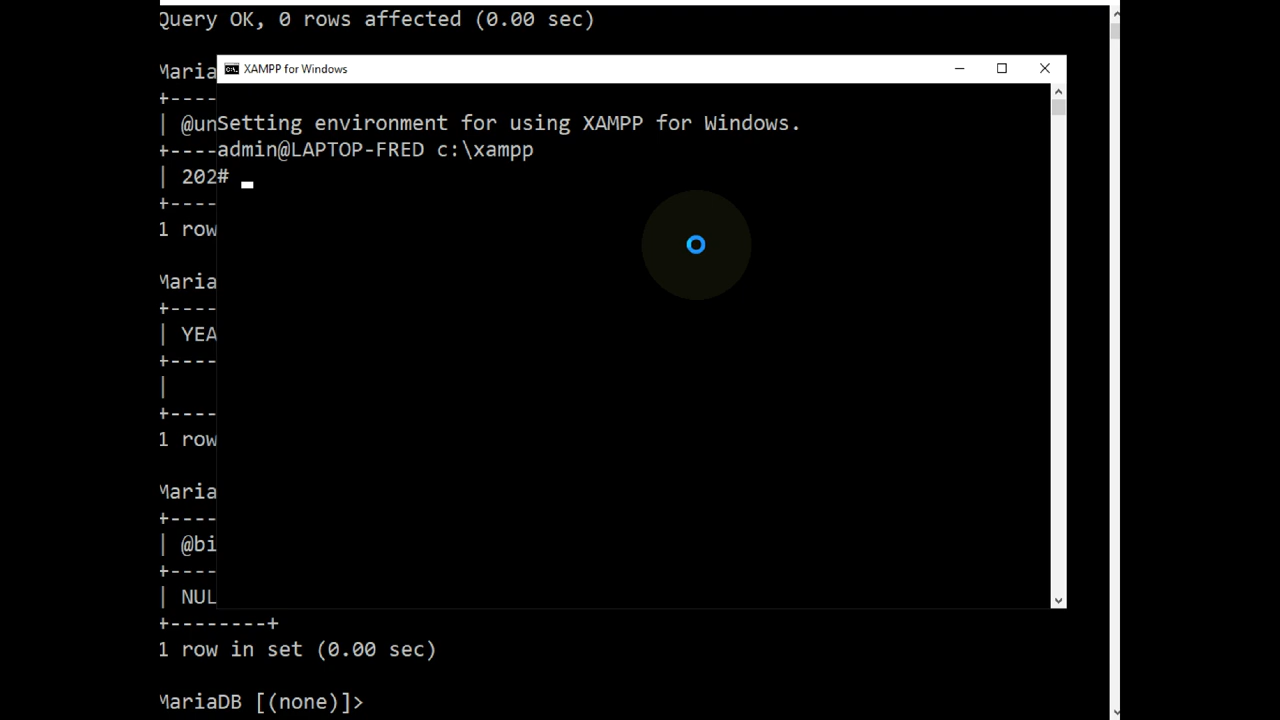 Query OK, 0 rows affected (0.00 sec)
Maria
XAMPP for Windows
+----
| @un
Setting environment for using XAMPP for Windows.
+----
admin@LAPTOP-FRED c:\xampp
| 202
#
+----
1 row
Maria
+----
| YEA
+----
|
+----
1 row
Maria
+----
| @bi
+----
| NUL
+--------+
1 row in set (0.00 sec)
MariaDB [(none)]>